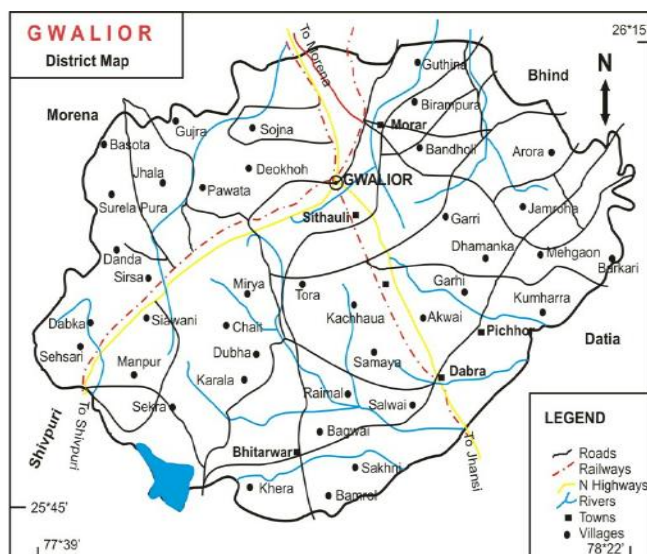 GWALIOR
District Map
26°15'
To Morena
Guthina
Bhind
N
Morena
Birampura
Gujra
Sojna
Morar
Basota
Bandholi
Arora
Jhala
Deokhoh
Pawata
GWALIOR
Surela Pura
Sithauli
Garri
Jamroha
Danda
Dhamanka
Mehgaon
Barkari
Sirsa
Mirya
Tora
Garhi
Kumharra
Dabka
Siawani
Chak
Kachhaua
Akwai
Pichhor
Datia
Sehsari
Manpur
Dubha
Samaya
Karala
Dabra
Sekra
Raimal
Salwai
Shivpuri
To Shivpuri
Bagwai
To Jhansi
Bhitarwar
Sakhni
Khera
Bamrol
LEGEND
Roads
Railways
N Highways
Rivers
Towns
Villages
25°45'
77°39'
78°22'